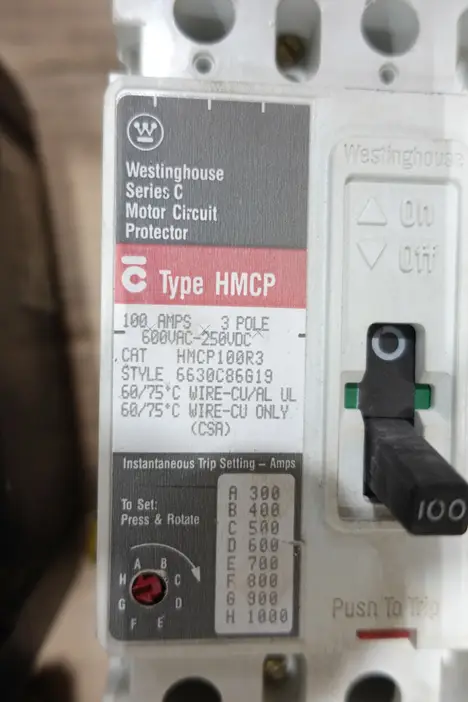 W
Westinghouse
Series C
Motor Circuit
Protector
C Type HMCP
100 AMPS 3 POLE
600VAC-250VDC
CAT HMCP100R3
STYLE 6630C86G19
60/75°C WIRE-CU/AL UL
60/75°C WIRE-CU ONLY
(CSA)
Instantaneous Trip Setting – Amps
To Set:
Press & Rotate
A 300
B 400
C 500
D 600
E 700
F 800
G 900
H 1000
A
B
C
D
E
F
G
H
Westinghouse
On
Off
O
100
Push To Trip